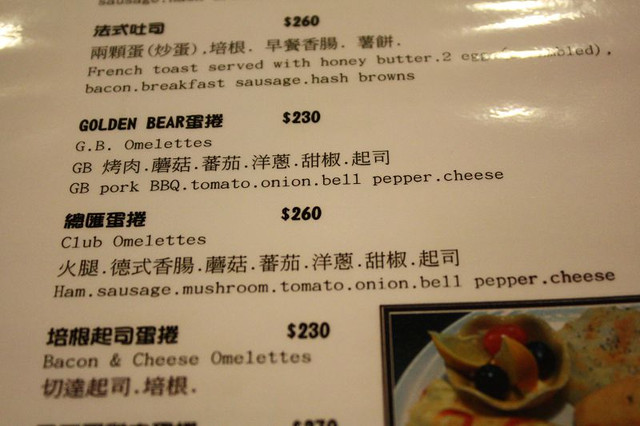 法式吐司 $260
兩顆蛋(炒蛋),培根. 早餐香腸. 薯餅.
French toast served with honey butter.2
bacon.breakfast sausage.hash browns
GOLDEN BEAR蛋捲 $230
G.B. Omelettes
GB 烤肉.蘑菇.蕃茄.洋蔥.甜椒.起司
GB pork BBQ.tomato.onion.bell pepper.cheese
總匯蛋捲 $260
Club Omelettes
火腿.德式香腸.蘑菇.蕃茄.洋蔥.甜椒.起司
Ham.sausage.mushroom.tomato.onion.bell pepper.cheese
培根起司蛋捲 $230
Bacon & Cheese Omelettes
切達起司.培根.